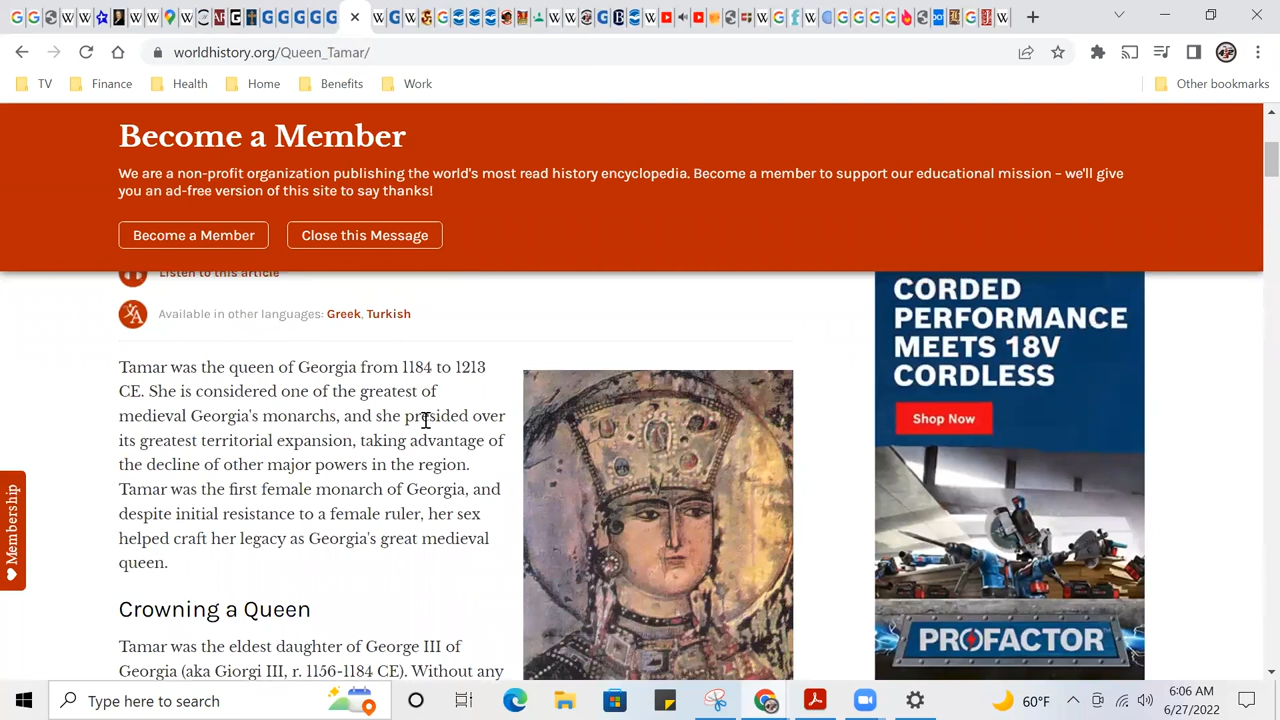 worldhistory.org/Queen_Tamar/
TV Finance Health Home Benefits Work Other bookmarks
Become a Member
We are a non-profit organization publishing the world's most read history encyclopedia. Become a member to support our educational mission – we'll give
you an ad-free version of this site to say thanks!
Become a Member Close this Message
Listen to this article
Available in other languages: Greek, Turkish
Tamar was the queen of Georgia from 1184 to 1213
CE. She is considered one of the greatest of
medieval Georgia's monarchs, and she presided over
its greatest territorial expansion, taking advantage of
the decline of other major powers in the region.
Tamar was the first female monarch of Georgia, and
despite initial resistance to a female ruler, her sex
helped craft her legacy as Georgia's great medieval
queen.
Crowning a Queen
Tamar was the eldest daughter of George III of
Georgia (aka Giorgi III, r. 1156-1184 CE). Without any
Membership
CORDED
PERFORMANCE
MEETS 18V
CORDLESS
Shop Now
PROFACTOR
Type here to search
60°F
6:06 AM
6/27/2022